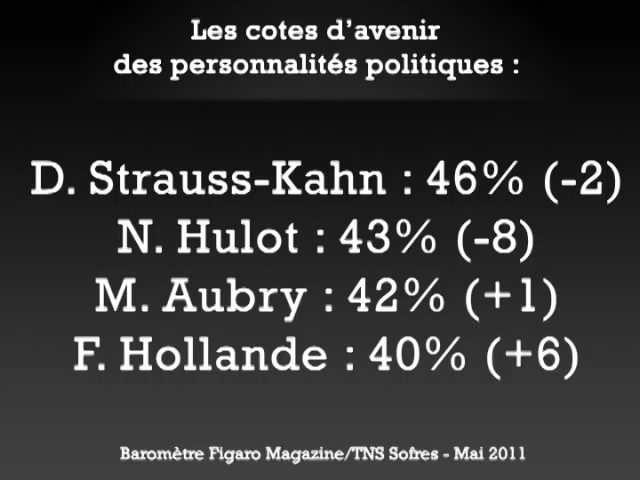 Les cotes d’avenir
des personnalités politiques :
D. Strauss-Kahn : 46% (-2)
N. Hulot : 43% (-8)
M. Aubry : 42% (+1)
F. Hollande : 40% (+6)
Baromètre Figaro Magazine/TNS Sofres - Mai 2011